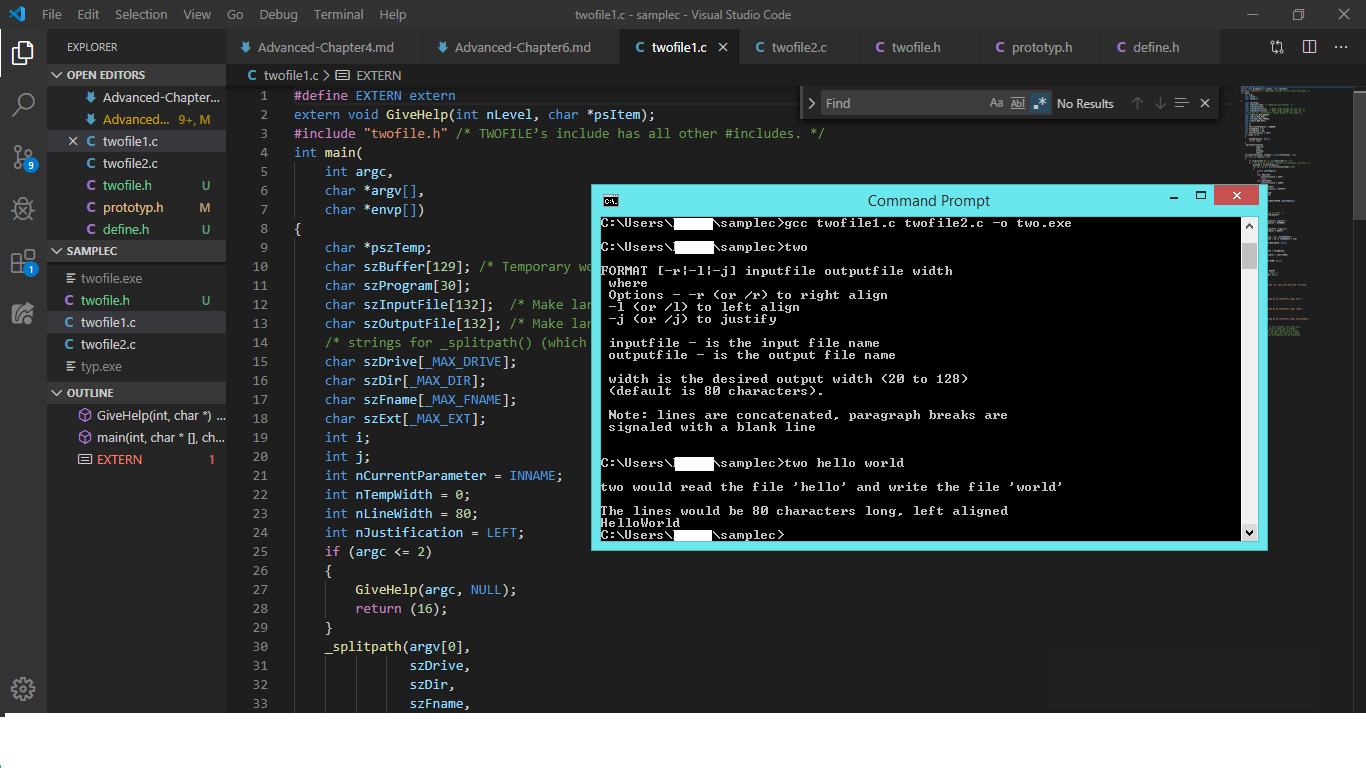 File Edit Selection View Go Debug Terminal Help twofile1.c - samplec - Visual Studio Code
EXPLORER
Advanced-Chapter4.md Advanced-Chapter6.md C twofile1.c C twofile2.c C twofile.h C prototyp.h C define.h
OPEN EDITORS
Advanced-Chapter...
Advanced... 9+, M
C twofile1.c
C twofile2.c
C twofile.h U
C prototyp.h M
C define.h U
SAMPLEC
twofile.exe
C twofile.h U
C twofile1.c
C twofile2.c
typ.exe
OUTLINE
GiveHelp(int, char *) ...
main(int, char * [], ch...
EXTERN 1
9
1
C twofile1.c > EXTERN
Find Aa Abl .* No Results
1 #define EXTERN extern
2 extern void GiveHelp(int nLevel, char *psItem);
3 #include "twofile.h" /* TWOFILE’s include has all other #includes. */
4 int main(
5 int argc,
6 char *argv[],
7 char *envp[])
8 {
9 char *pszTemp;
10 char szBuffer[129]; /* Temporary wo
11 char szProgram[30];
12 char szInputFile[132]; /* Make lar
13 char szOutputFile[132]; /* Make lar
14 /* strings for _splitpath() (which
15 char szDrive[_MAX_DRIVE];
16 char szDir[_MAX_DIR];
17 char szFname[_MAX_FNAME];
18 char szExt[_MAX_EXT];
19 int i;
20 int j;
21 int nCurrentParameter = INNAME;
22 int nTempWidth = 0;
23 int nLineWidth = 80;
24 int nJustification = LEFT;
25 if (argc <= 2)
26 {
27 GiveHelp(argc, NULL);
28 return (16);
29 }
30 _splitpath(argv[0],
31 szDrive,
32 szDir,
33 szFname,
Command Prompt
C:\Users\ \samplec>gcc twofile1.c twofile2.c -o two.exe
C:\Users\ \samplec>two
FORMAT [-r¦-l¦-j] inputfile outputfile width
where
Options - -r (or /r) to right align
-l (or /l) to left align
-j (or /j) to justify
inputfile - is the input file name
outputfile - is the output file name
width is the desired output width (20 to 128)
(default is 80 characters).
Note: lines are concatenated, paragraph breaks are
signaled with a blank line
C:\Users\ \samplec>two hello world
two would read the file 'hello' and write the file 'world'
The lines would be 80 characters long, left aligned
HelloWorld
C:\Users\ \samplec>